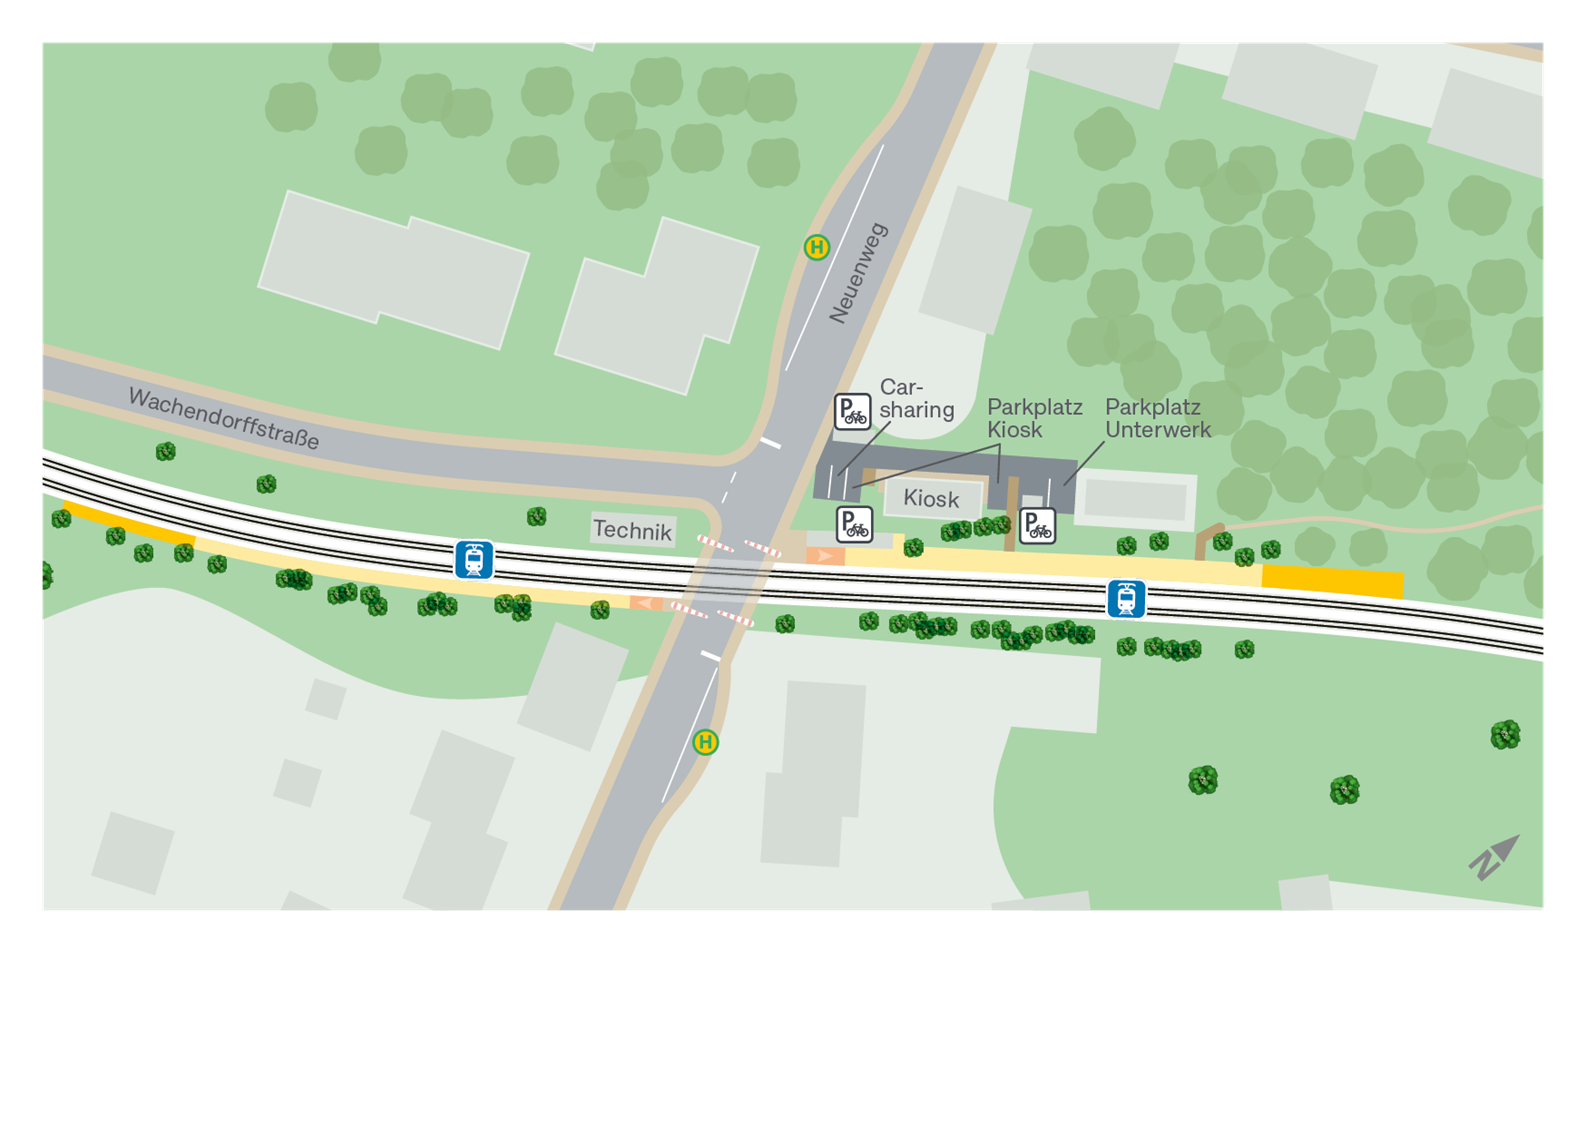 H
Neuenweg
Wachendorffstraße
P
Car-
sharing
Parkplatz
Kiosk
Parkplatz
Unterwerk
Kiosk
P
P
Technik
H
N